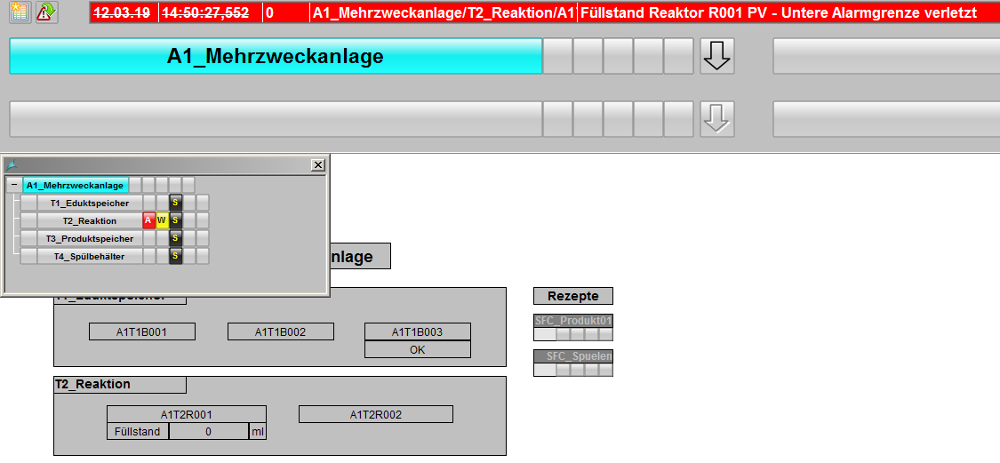 12.03.19 14:50:27,552 0 A1_Mehrzweckanlage/T2_Reaktion/A1 Füllstand Reaktor R001 PV - Untere Alarmgrenze verletzt
A1_Mehrzweckanlage
A1_Mehrzweckanlage
T1_Eduktspeicher S
T2_Reaktion A W S
T3_Produktspeicher S
T4_Spülbehälter S
nlage
T1_Eduktspeicher
Rezepte
A1T1B001 A1T1B002 A1T1B003
OK
SFC_Produkt01
SFC_Spuelen
T2_Reaktion
A1T2R001 A1T2R002
Füllstand 0 ml